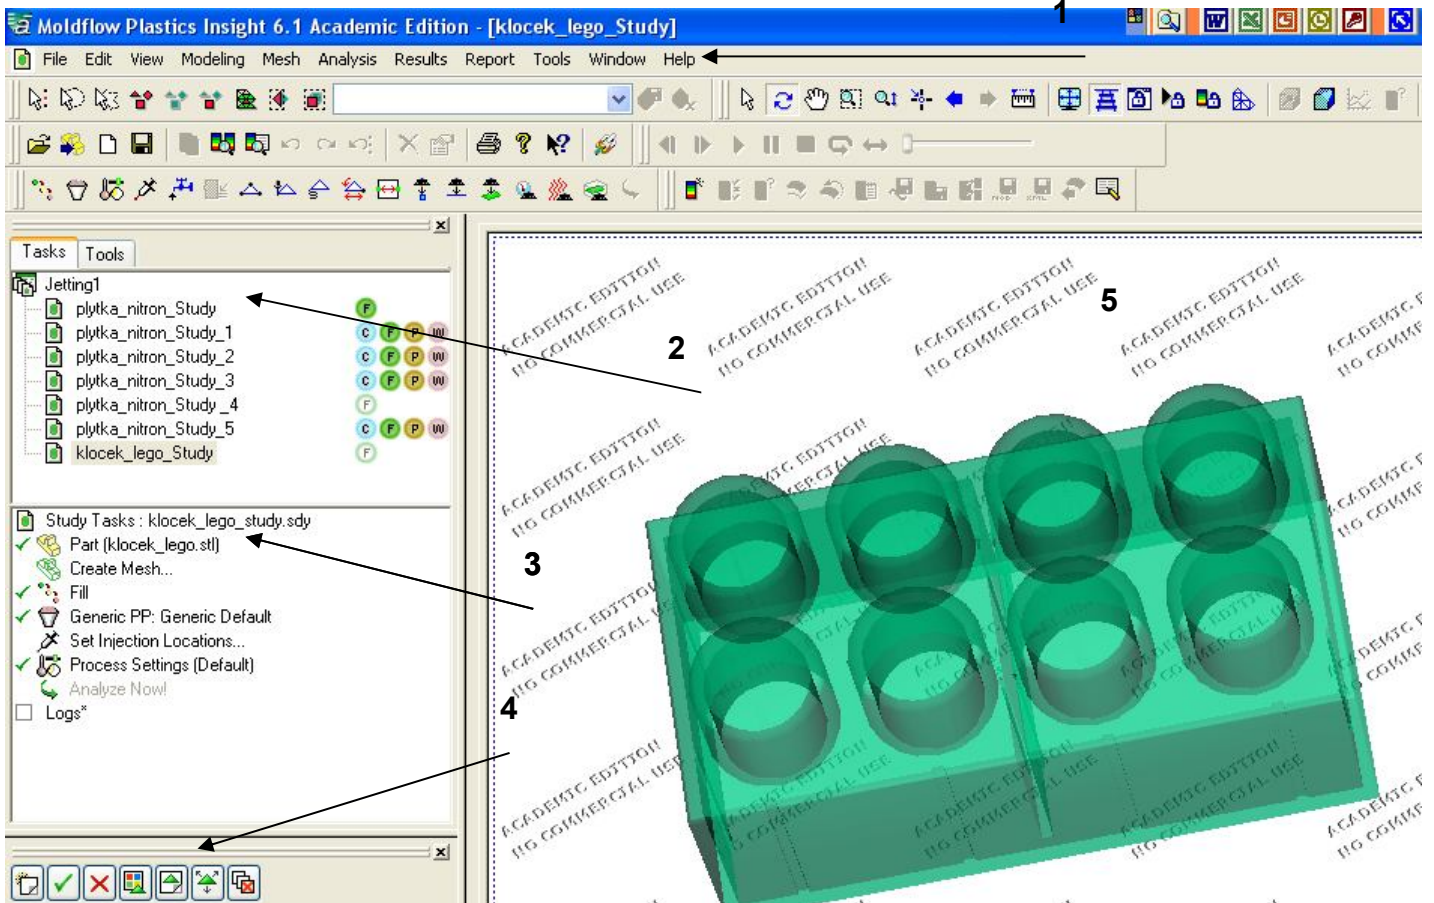 1
Moldflow Plastics Insight 6.1 Academic Edition - [klocek_lego_Study]
File Edit View Modeling Mesh Analysis Results Report Tools Window Help
Tasks Tools
Jetting1
plytka_nitron_Study F
plytka_nitron_Study_1 C F P W
plytka_nitron_Study_2 C F P W
plytka_nitron_Study_3 C F P W
plytka_nitron_Study _4 F
plytka_nitron_Study_5 C F P W
klocek_lego_Study F
Study Tasks : klocek_lego_study.sdy
Part (klocek_lego.stl)
Create Mesh...
Fill
Generic PP: Generic Default
Set Injection Locations...
Process Settings (Default)
Analyze Now!
Logs*
2
3
4
5
ACADEMIC EDITION
NO COMMERCIAL USE